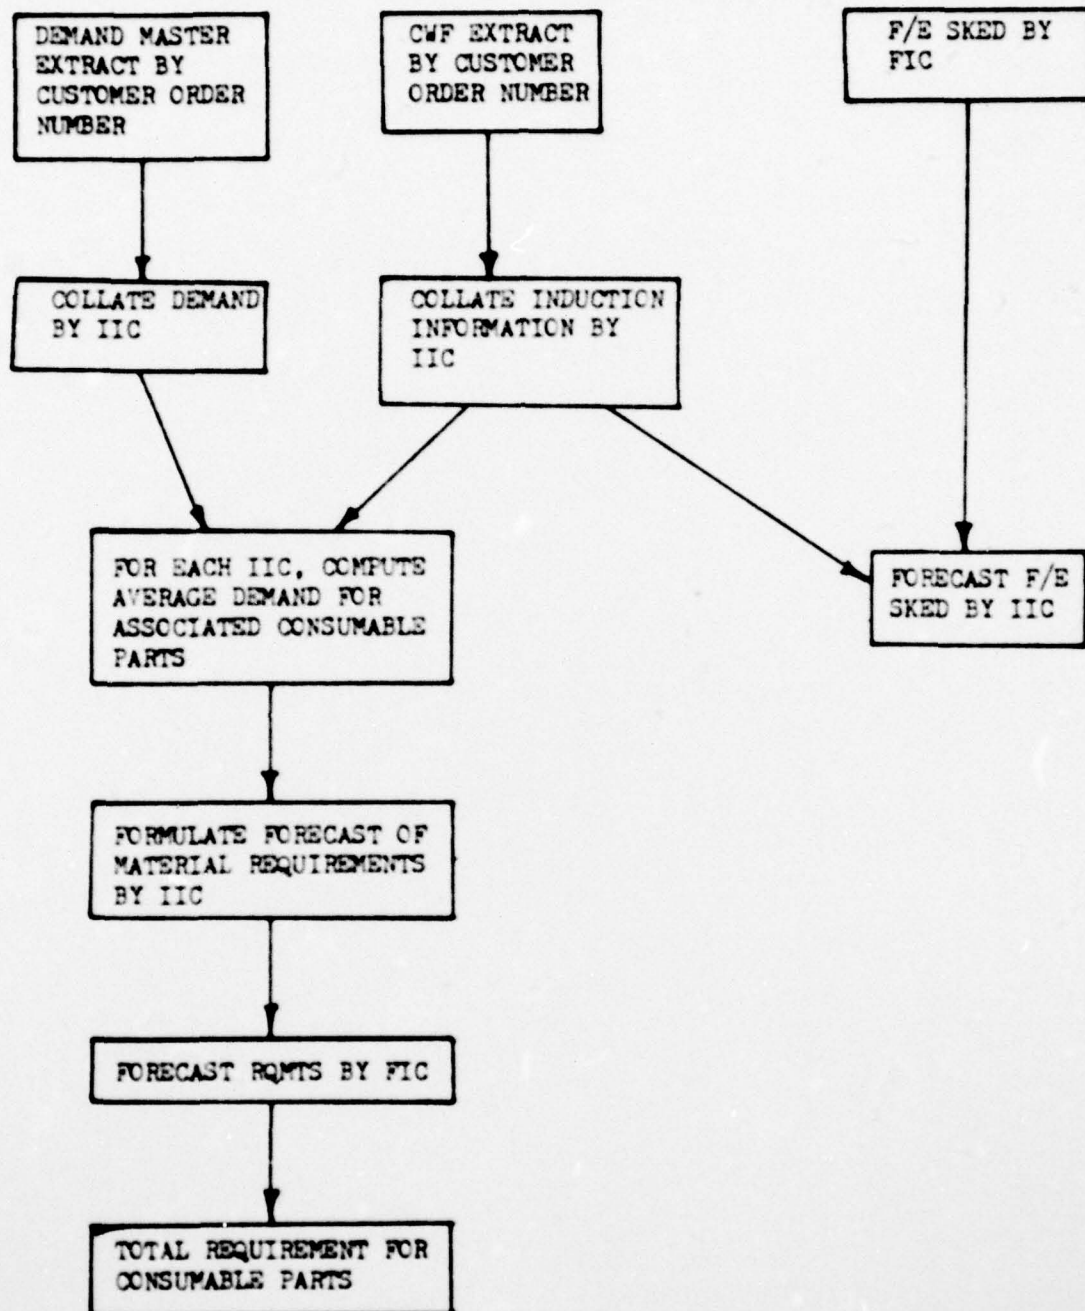 DEMAND MASTER
EXTRACT BY
CUSTOMER ORDER
NUMBER
CWF EXTRACT
BY CUSTOMER
ORDER NUMBER
F/E SKED BY
FIC
COLLATE DEMAND
BY IIC
COLLATE INDUCTION
INFORMATION BY
IIC
FOR EACH IIC, COMPUTE
AVERAGE DEMAND FOR
ASSOCIATED CONSUMABLE
PARTS
FORECAST F/E
SKED BY IIC
FORMULATE FORECAST OF
MATERIAL REQUIREMENTS
BY IIC
FORECAST RQMTS BY FIC
TOTAL REQUIREMENT FOR
CONSUMABLE PARTS